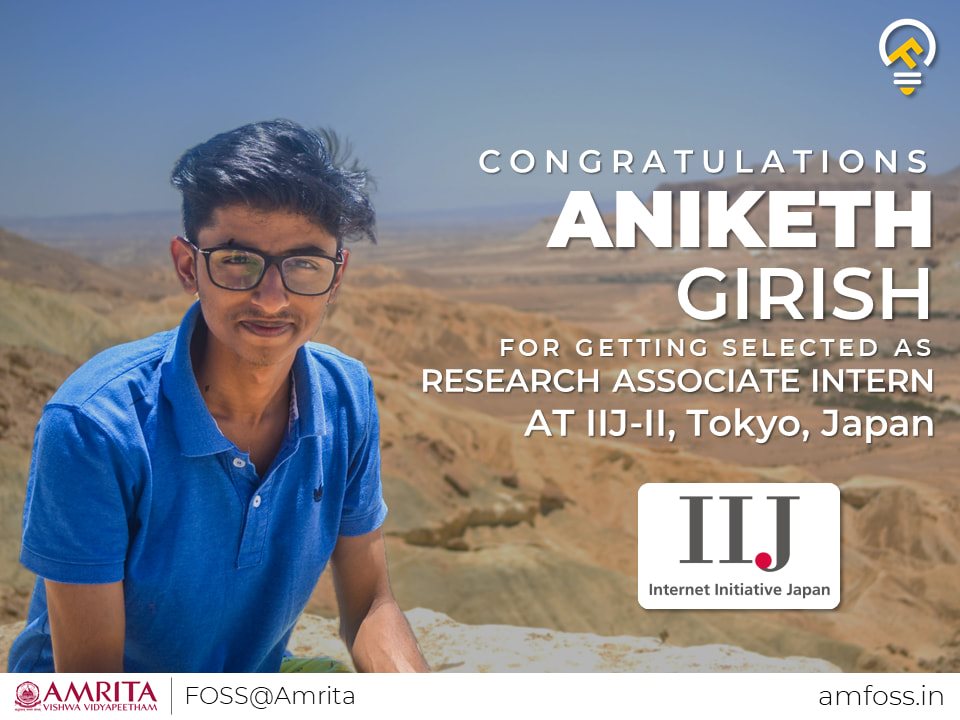 CONGRATULATIONS
ANIKETH
GIRISH
FOR GETTING SELECTED AS
RESEARCH ASSOCIATE INTERN
AT IIJ-II, Tokyo, Japan
IIJ
Internet Initiative Japan
AMRITA
VISHWA VIDYAPEETHAM
FOSS@Amrita
amfoss.in